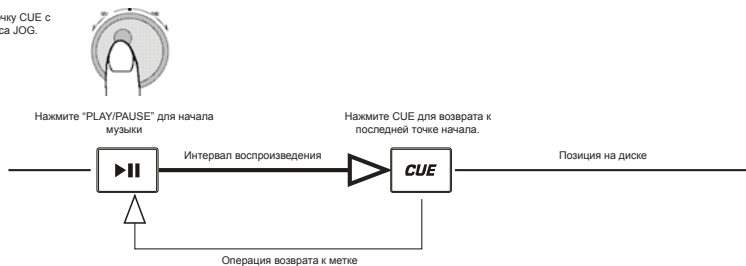 чку CUE с
са JOG.
Нажмите “PLAY/PAUSE” для начала
музыки
Нажмите CUE для возврата к
последней точке начала.
Интервал воспроизведения
CUE
Позиция на диске
Операция возврата к метке